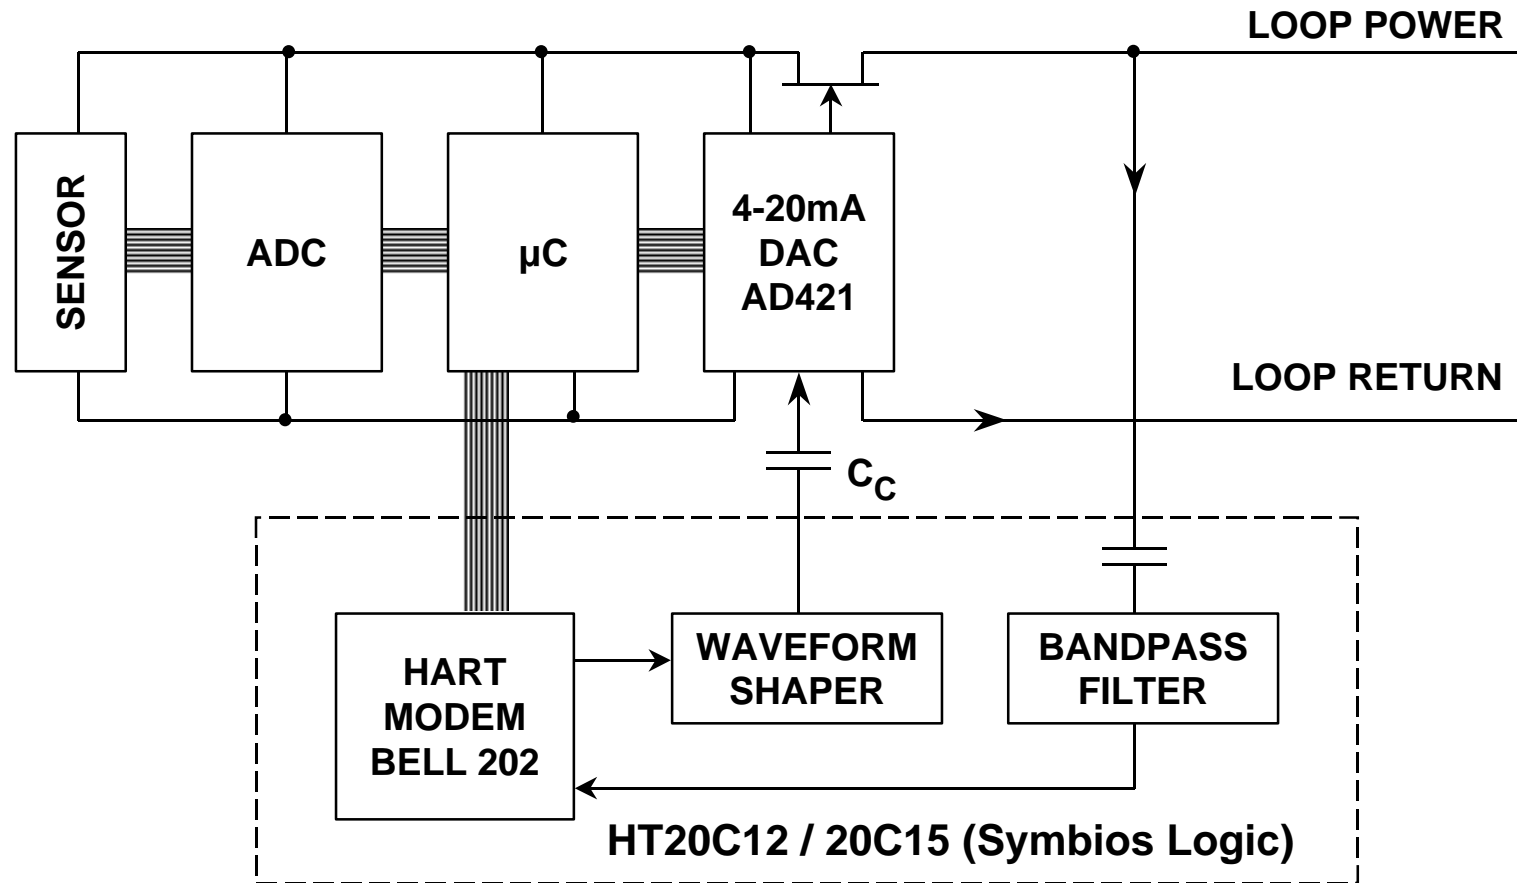 LOOP POWER
SENSOR
ADC
µC
4-20mA
DAC
AD421
LOOP RETURN
CC
HART
MODEM
BELL 202
WAVEFORM
SHAPER
BANDPASS
FILTER
HT20C12 / 20C15 (Symbios Logic)